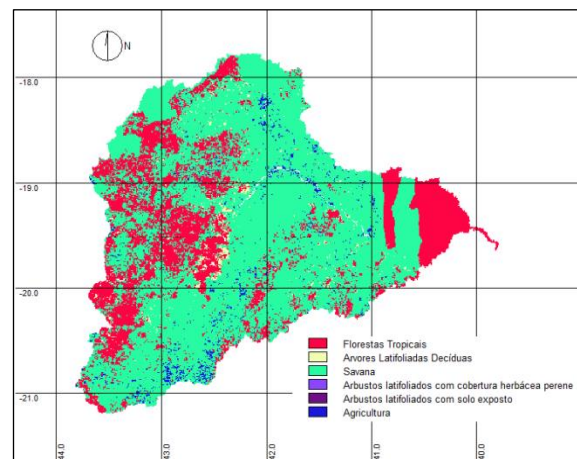 N
-18.0
-19.0
-20.0
-21.0
Florestas Tropicais
Arvores Latifoliadas Decíduas
Savana
Arbustos latifoliados com cobertura herbácea perene
Arbustos latifoliados com solo exposto
Agricultura
-44.0
-43.0
-42.0
-41.0
-40.0